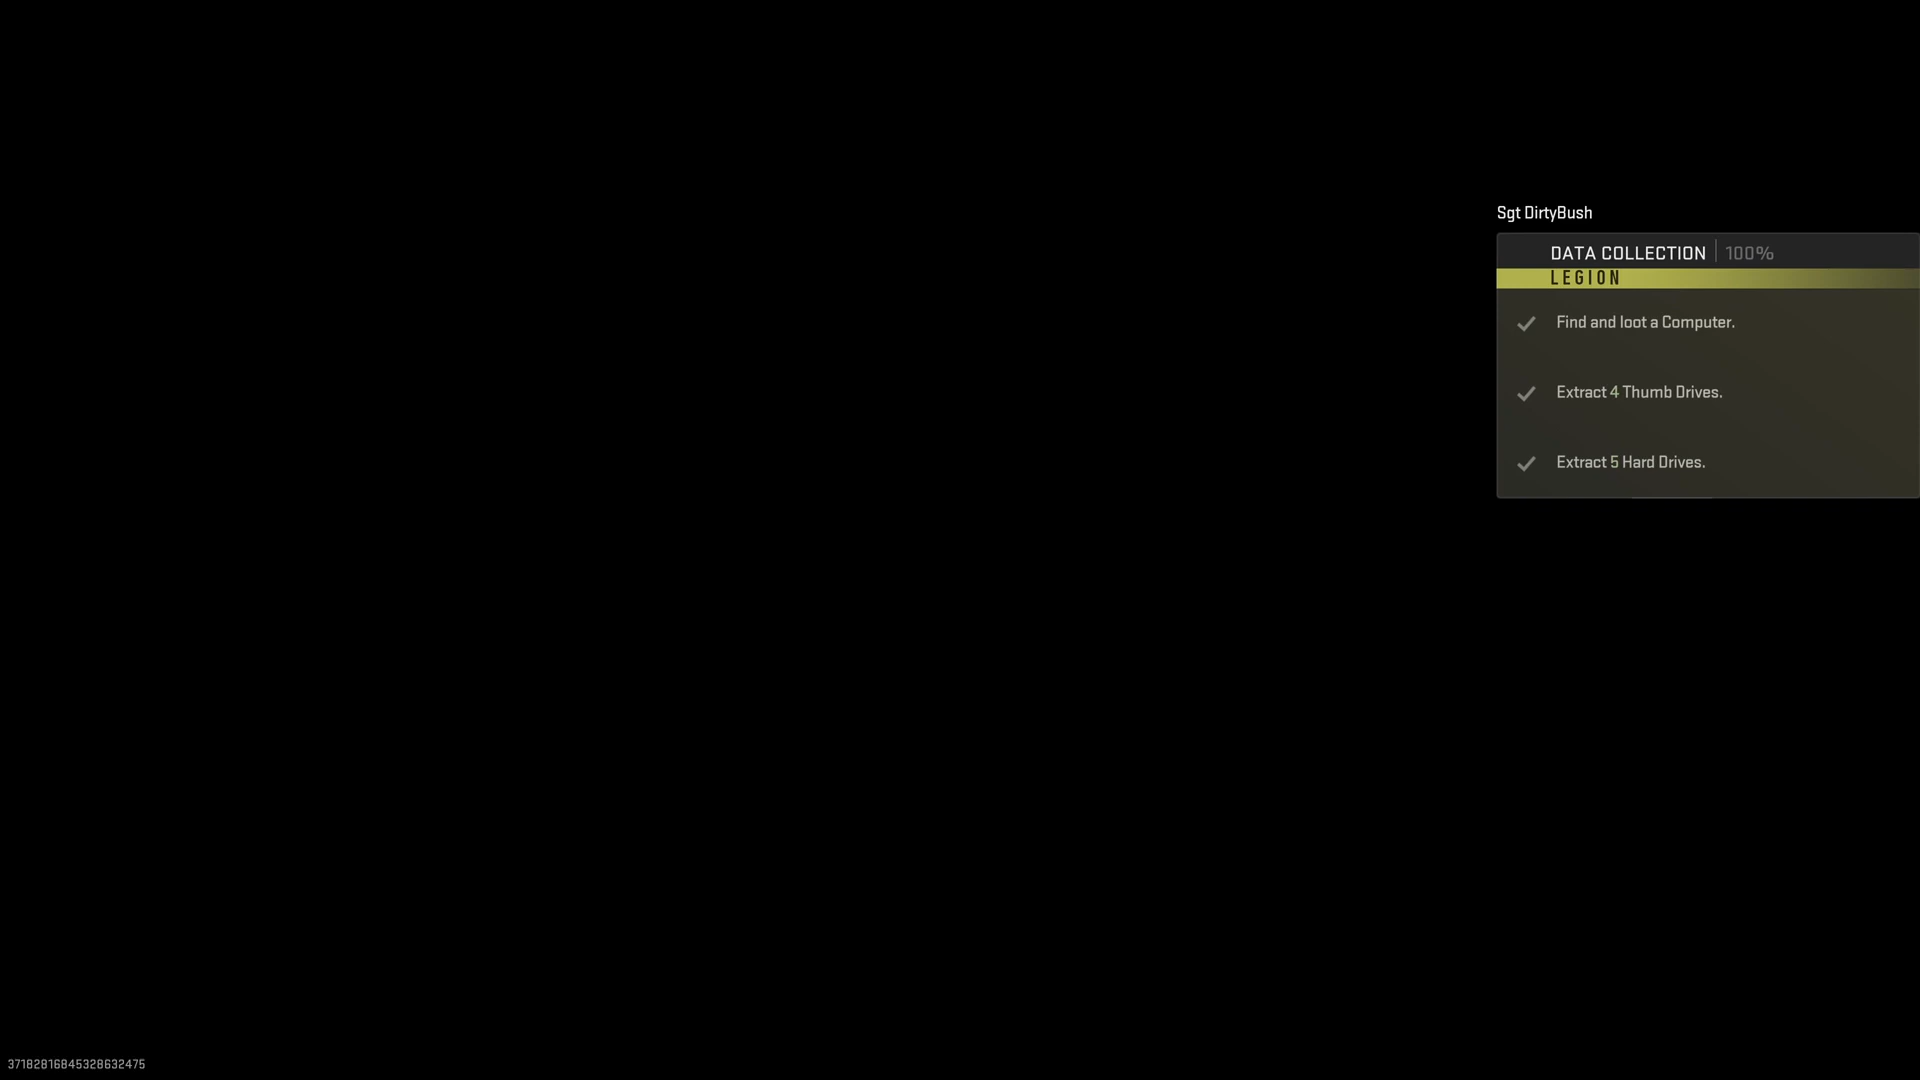 Sgt DirtyBush
DATA COLLECTION | 100%
LEGION
Find and loot a Computer.
Extract 4 Thumb Drives.
Extract 5 Hard Drives.
37182816845328632475